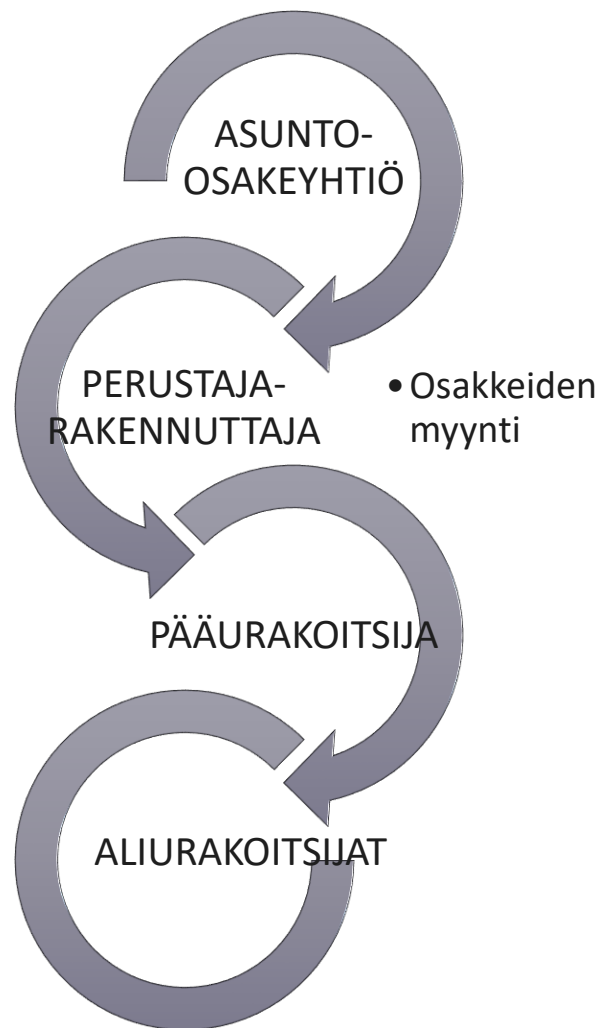 ASUNTO-
OSAKEYHTIÖ
PERUSTAJA-
RAKENNUTTAJA
• Osakkeiden
myynti
PÄÄURAKOITSIJA
ALIURAKOITSIJAT